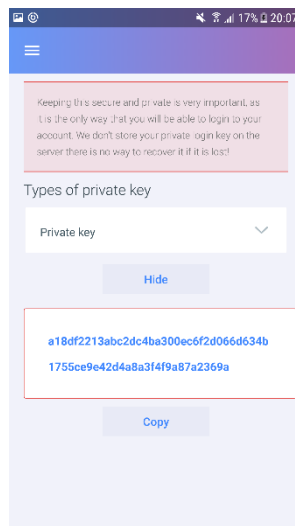 17% 20:07
Keeping this secure and private is very important, as
it is the only way that you will be able to login to your
account. We don't store your private login key on the
server there is no way to recover it if it is lost!
Types of private key
Private key
Hide
a18df2213abc2dc4ba300ec6f2d066d634b
1755ce9e42d4a8a3f4f9a87a2369a
Copy